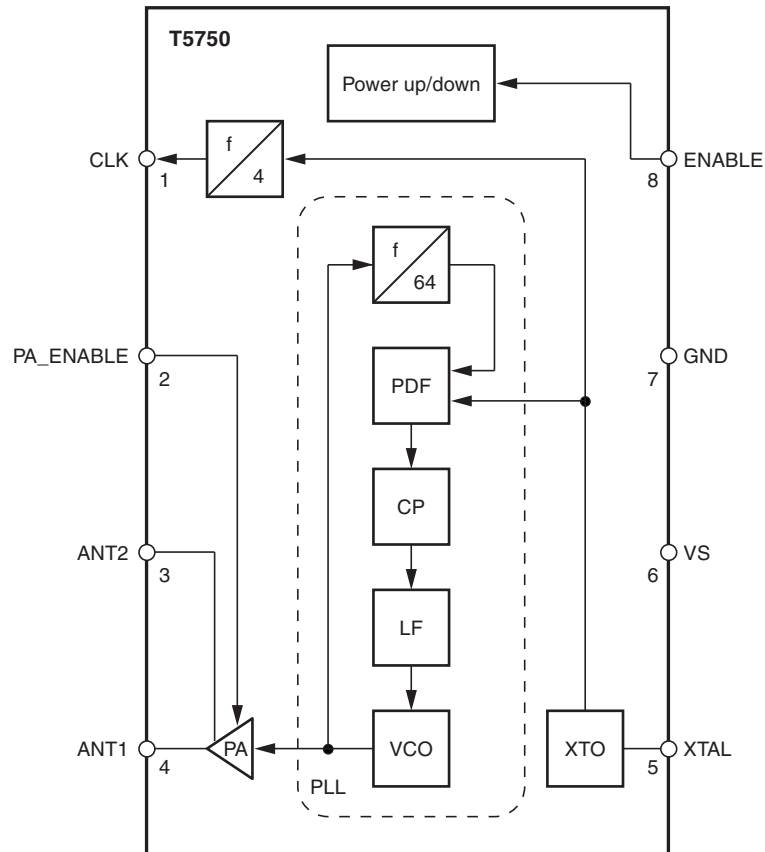 T5750
Power up/down
CLK
1
f
4
ENABLE
8
f
64
PA_ENABLE
2
PDF
GND
7
CP
ANT2
3
VS
6
LF
ANT1
4
PA
VCO
XTO
XTAL
5
PLL